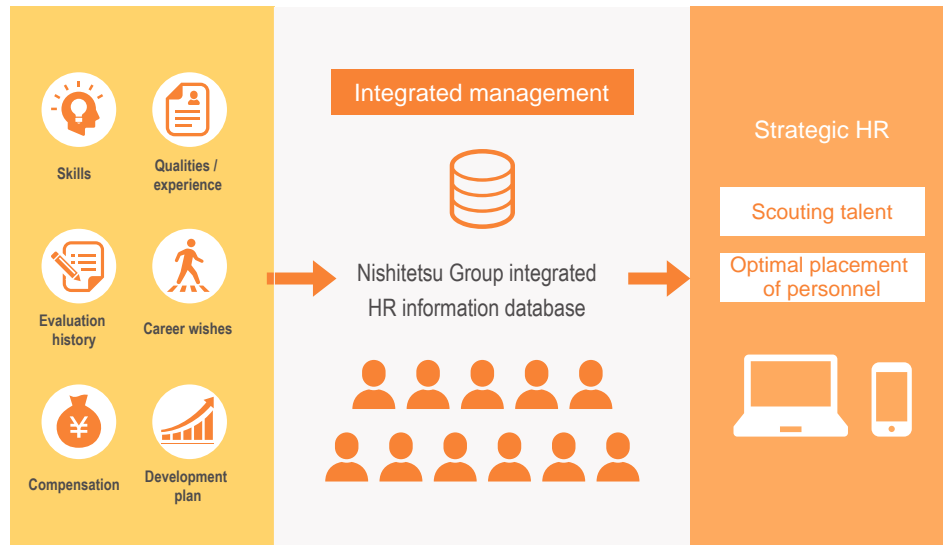 Skills
Qualities /
experience
Evaluation
history
Career wishes
¥
Compensation
Development
plan
Integrated management
Nishitetsu Group integrated
HR information database
Strategic HR
Scouting talent
Optimal placement
of personnel